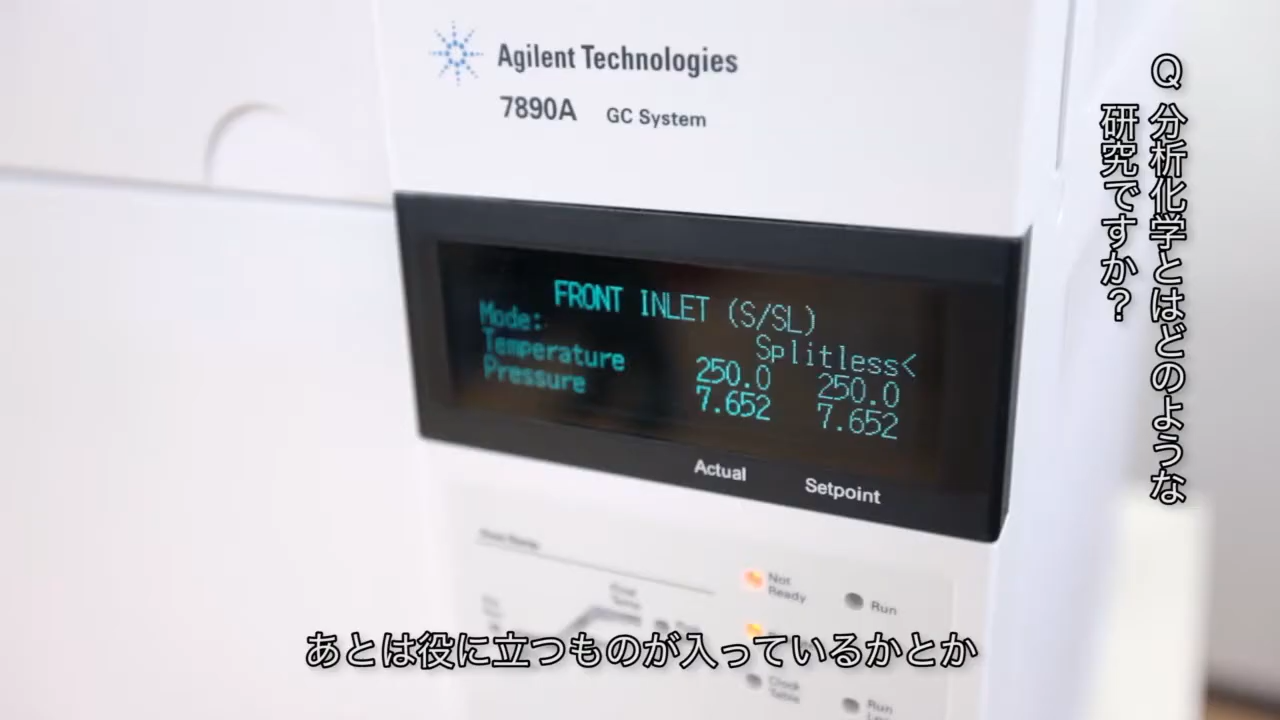 Agilent Technologies
7890A GC System
FRONT INLET (S/SL)
Mode: Splitless<
Temperature 250.0 250.0
Pressure 7.652 7.652
Actual Setpoint
Not Ready
Run
Q 分析化学とはどのような
研究ですか？
あとは役に立つものが入っているかとか